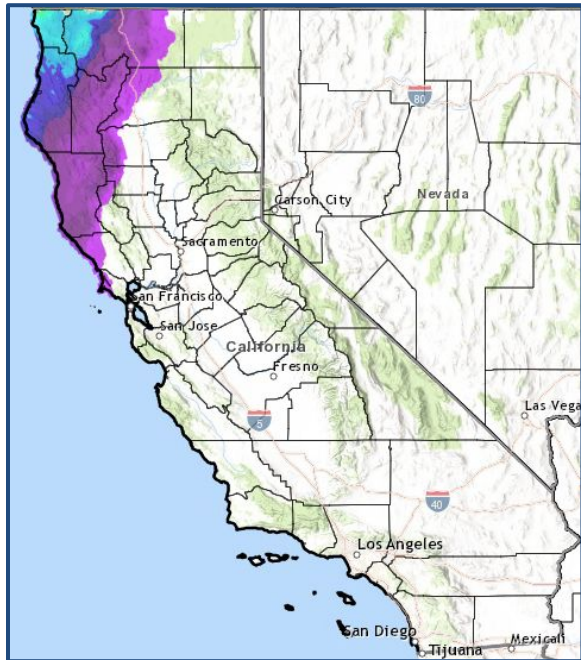 80
Nevada
Carson City
Sacramento
San Francisco
San Jose
California
Fresno
Las Vega
5
40
Los Angeles
San Diego
Tijuana
Mexicali